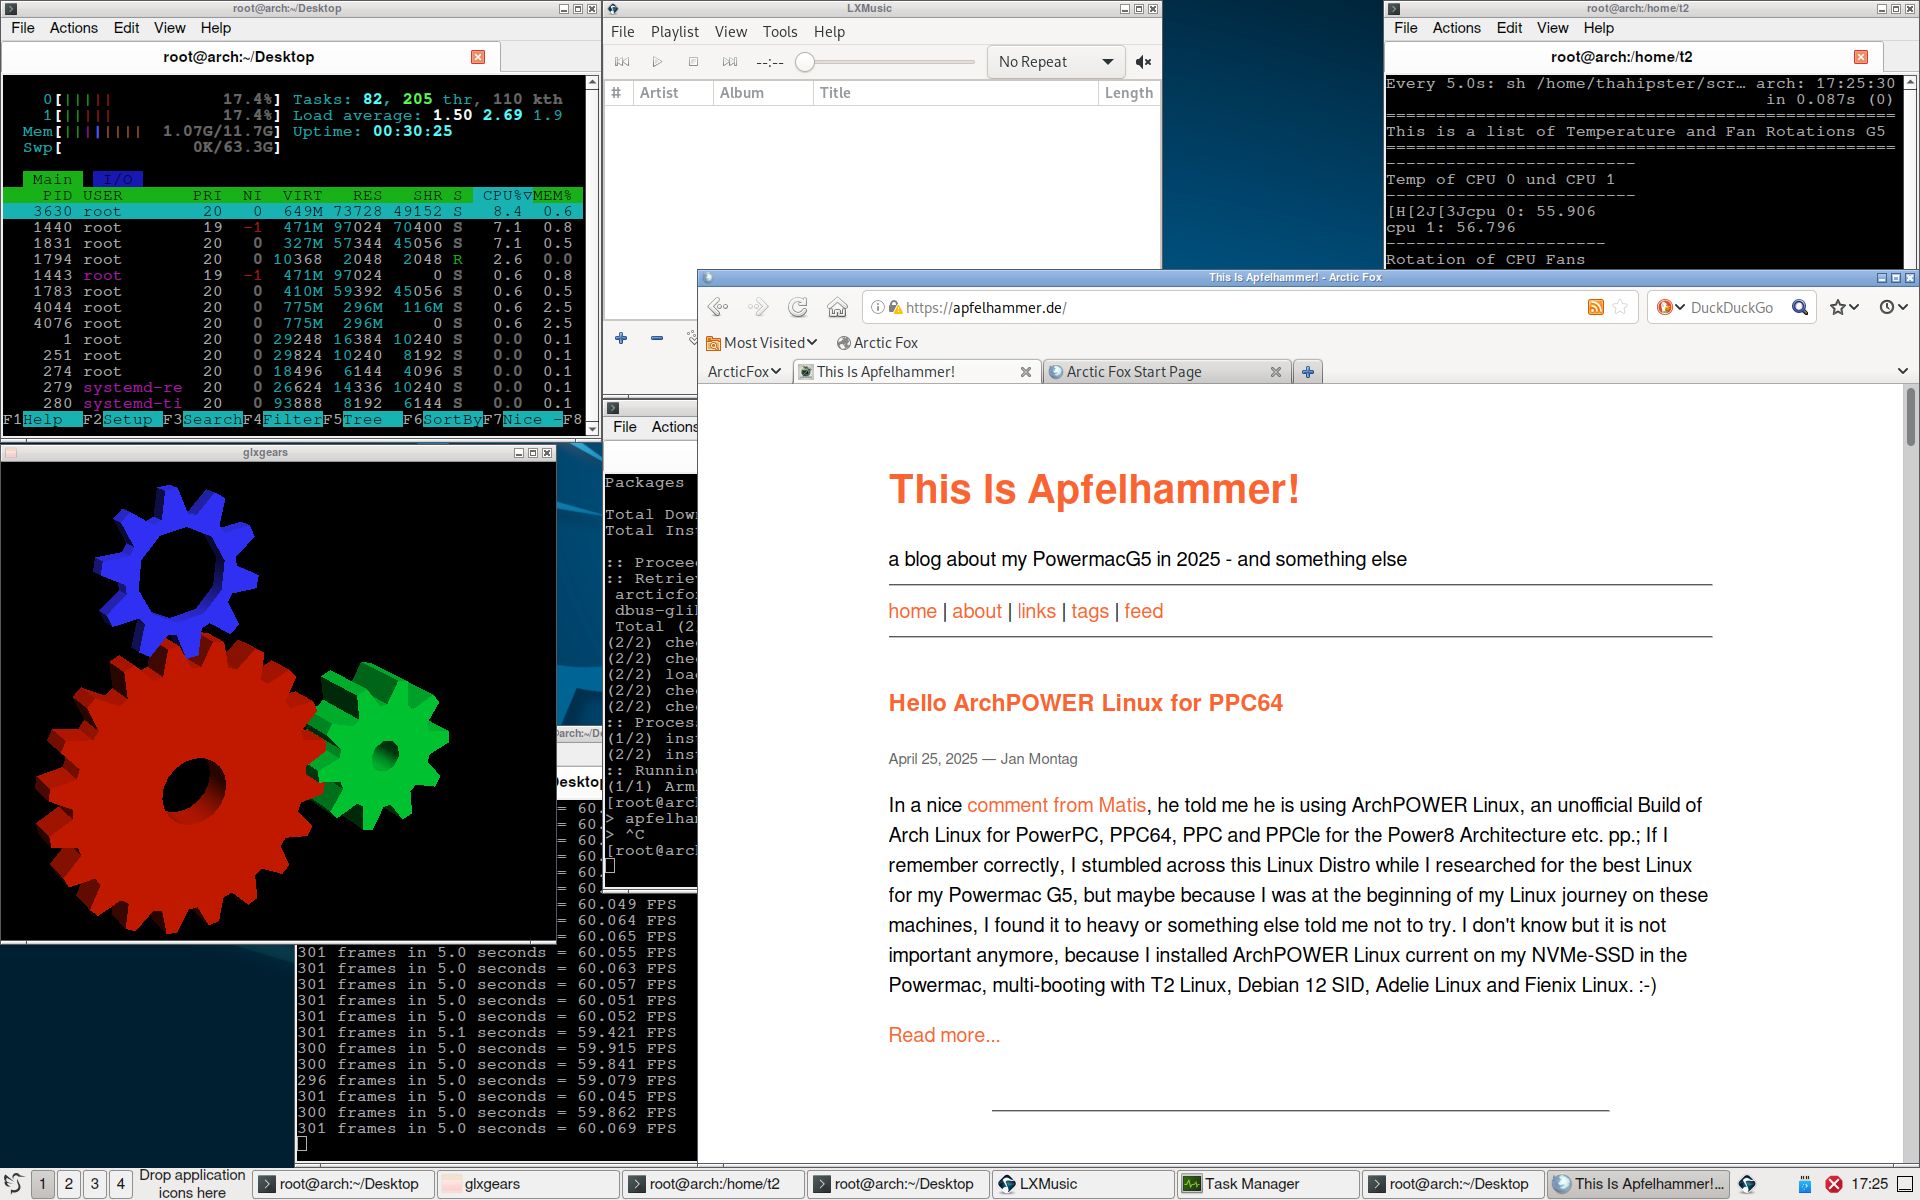 root@arch:~/Desktop
File Actions Edit View Help
root@arch:~/Desktop
0[||||| 17.4%] Tasks: 82, 205 thr, 110 kth
1[||||| 17.4%] Load average: 1.50 2.69 1.9
Mem[|||||||| 1.07G/11.7G] Uptime: 00:30:25
Swp[ 0K/63.3G]
Main I/O
PID USER PRI NI VIRT RES SHR S CPU%▽MEM%
3630 root 20 0 649M 73728 49152 S 8.4 0.6
1440 root 19 -1 471M 97024 70400 S 7.1 0.8
1831 root 20 0 327M 57344 45056 S 7.1 0.5
1794 root 20 0 10368 2048 2048 R 2.6 0.0
1443 root 19 -1 471M 97024 0 S 0.6 0.8
1783 root 20 0 410M 59392 45056 S 0.6 0.5
4044 root 20 0 775M 296M 116M S 0.6 2.5
4076 root 20 0 775M 296M 0 S 0.6 2.5
1 root 20 0 29248 16384 10240 S 0.0 0.1
251 root 20 0 29824 10240 8192 S 0.0 0.1
274 root 20 0 18496 6144 4096 S 0.0 0.1
279 systemd-re 20 0 26624 14336 10240 S 0.0 0.1
280 systemd-ti 20 0 93888 8192 6144 S 0.0 0.1
F1Help F2Setup F3SearchF4FilterF5Tree F6SortByF7Nice -F8
LXMusic
File Playlist View Tools Help
--:-- No Repeat
# Artist Album Title Length
root@arch:/home/t2
File Actions Edit View Help
root@arch:/home/t2
Every 5.0s: sh /home/thahipster/scr… arch: 17:25:30
in 0.087s (0)
===================================================
This is a list of Temperature and Fan Rotations G5
===================================================
-------------------------
Temp of CPU 0 und CPU 1
-------------------------
[H[2J[3Jcpu 0: 55.906
cpu 1: 56.796
----------------------
Rotation of CPU Fans
glxgears
File Actions
Packages
Total Dow
Total Ins
:: Procee
:: Retrie
arcticfo
dbus-gli
Total (2
(2/2) che
(2/2) che
(2/2) loa
(2/2) che
(2/2) che
:: Proces
(1/2) ins
(2/2) ins
:: Runnin
(1/1) Arm
[root@arc
> apfelha
> ^C
[root@arc
arch:~/De
esktop
= 60.
= 60.
= 60.
= 60.
= 60.
= 60.
= 60.049 FPS
= 60.064 FPS
= 60.065 FPS
301 frames in 5.0 seconds = 60.055 FPS
301 frames in 5.0 seconds = 60.063 FPS
301 frames in 5.0 seconds = 60.057 FPS
301 frames in 5.0 seconds = 60.051 FPS
301 frames in 5.0 seconds = 60.052 FPS
301 frames in 5.1 seconds = 59.421 FPS
300 frames in 5.0 seconds = 59.915 FPS
300 frames in 5.0 seconds = 59.841 FPS
296 frames in 5.0 seconds = 59.079 FPS
301 frames in 5.0 seconds = 60.045 FPS
300 frames in 5.0 seconds = 59.862 FPS
301 frames in 5.0 seconds = 60.069 FPS
This Is Apfelhammer! - Arctic Fox
https://apfelhammer.de/ DuckDuckGo
Most Visited Arctic Fox
ArcticFox This Is Apfelhammer! Arctic Fox Start Page
This Is Apfelhammer!
a blog about my PowermacG5 in 2025 - and something else
home | about | links | tags | feed
Hello ArchPOWER Linux for PPC64
April 25, 2025 — Jan Montag
In a nice comment from Matis, he told me he is using ArchPOWER Linux, an unofficial Build of
Arch Linux for PowerPC, PPC64, PPC and PPCle for the Power8 Architecture etc. pp.; If I
remember correctly, I stumbled across this Linux Distro while I researched for the best Linux
for my Powermac G5, but maybe because I was at the beginning of my Linux journey on these
machines, I found it to heavy or something else told me not to try. I don't know but it is not
important anymore, because I installed ArchPOWER Linux current on my NVMe-SSD in the
Powermac, multi-booting with T2 Linux, Debian 12 SID, Adelie Linux and Fienix Linux. :-)
Read more...
1 2 3 4 Drop application
icons here
root@arch:~/Desktop glxgears root@arch:/home/t2 root@arch:~/Desktop LXMusic Task Manager root@arch:~/Desktop This Is Apfelhammer!... 17:25